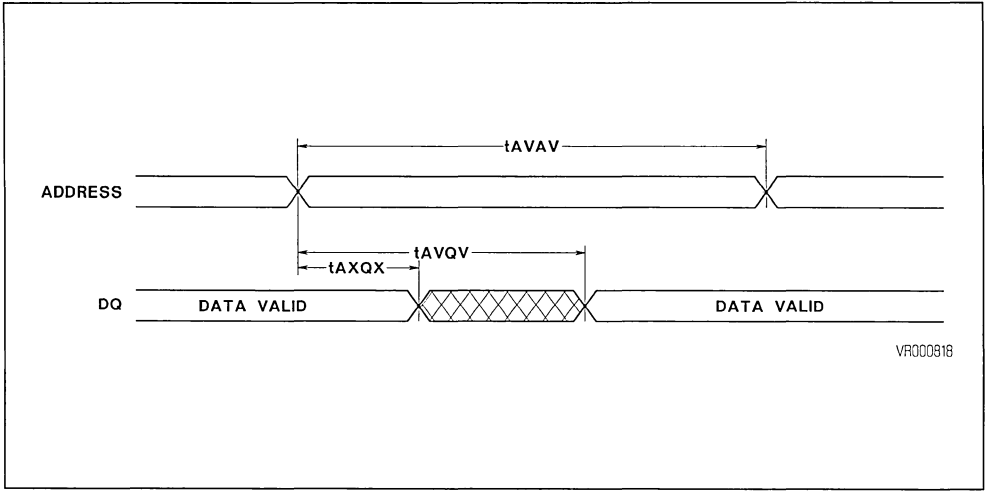 tAVAV
ADDRESS
tAVQV
tAXQX
DQ
DATA VALID
DATA VALID
VR000818